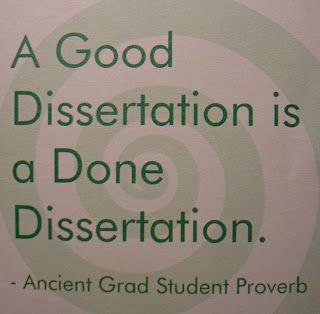 A Good
Dissertation is
a Done
Dissertation.
- Ancient Grad Student Proverb